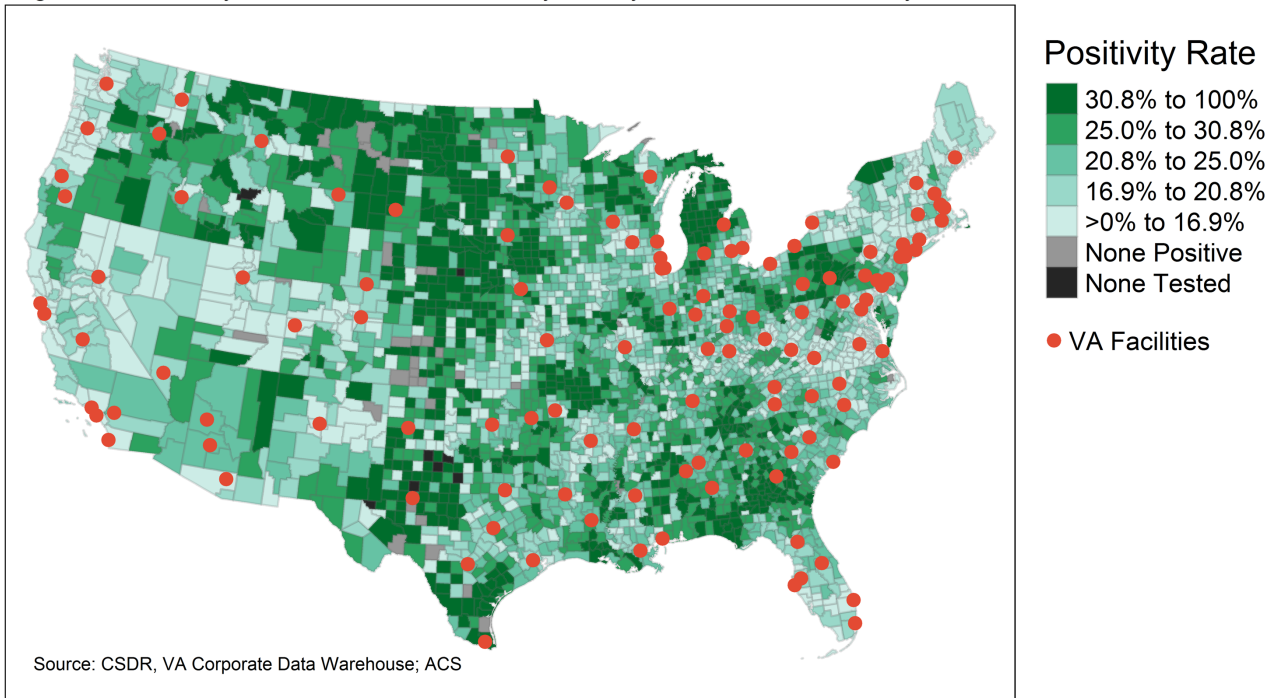 Positivity Rate
30.8% to 100%
25.0% to 30.8%
20.8% to 25.0%
16.9% to 20.8%
>0% to 16.9%
None Positive
None Tested
VA Facilities
Source: CSDR, VA Corporate Data Warehouse; ACS